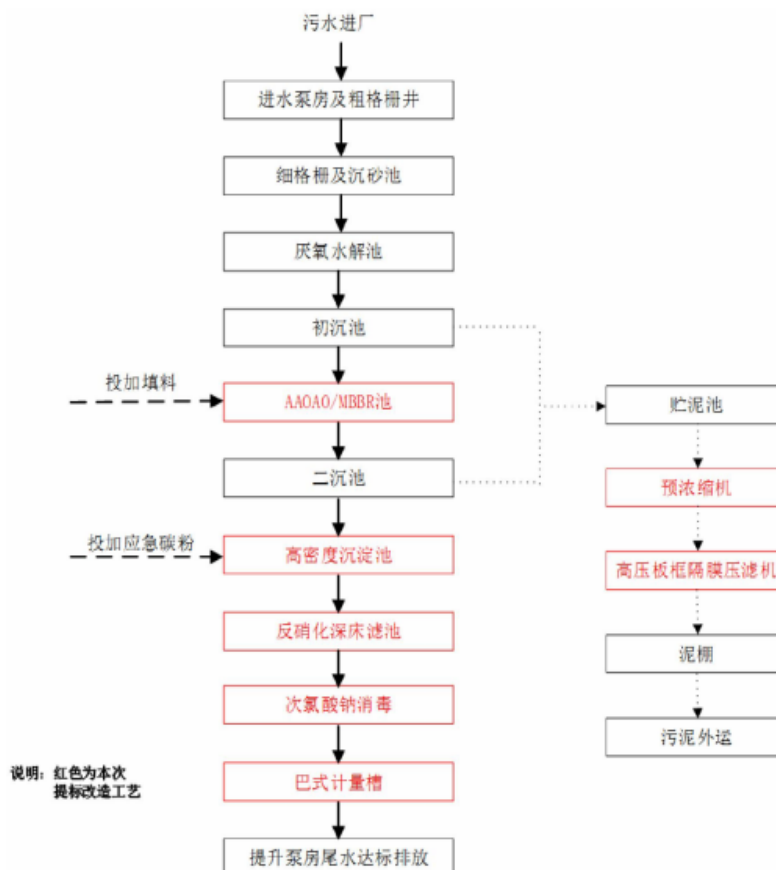 污水进厂
进水泵房及粗格栅井
细格栅及沉砂池
厌氧水解池
初沉池
投加填料
AAOAO/MBBR池
二沉池
投加应急碳粉
高密度沉淀池
反硝化深床滤池
次氯酸钠消毒
巴式计量槽
提升泵房尾水达标排放
贮泥池
预浓缩机
高压板框隔膜压滤机
泥棚
污泥外运
说明：红色为本次
提标改造工艺